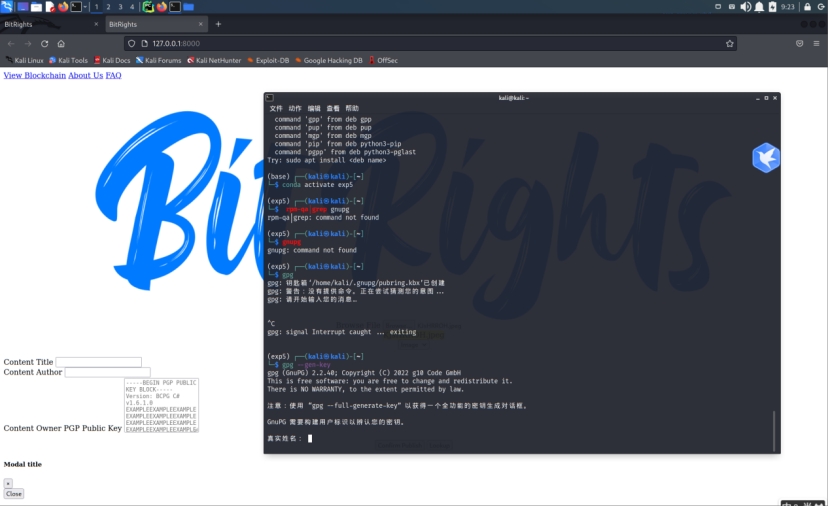 1 2 3 4
9:23
BitRights × BitRights × +
127.0.0.1:8000
Kali Linux Kali Tools Kali Docs Kali Forums Kali NetHunter Exploit-DB Google Hacking DB OffSec
View Blockchain About Us FAQ
BitRights
kali@kali: ~
文件 动作 编辑 查看 帮助
command 'gpp' from deb gpp
command 'pup' from deb pup
command 'mgp' from deb mgp
command 'pip' from deb python3-pip
command 'pgpp' from deb python3-pglast
Try: sudo apt install <deb name>
(base) ┌──(kali㉿kali)-[~]
└─$ conda activate exp5
(exp5) ┌──(kali㉿kali)-[~]
└─$ rpm-qa|grep gnupg
rpm-qa|grep: command not found
(exp5) ┌──(kali㉿kali)-[~]
└─$ gnupg
gnupg: command not found
(exp5) ┌──(kali㉿kali)-[~]
└─$ gpg
gpg: 钥匙箱‘/home/kali/.gnupg/pubring.kbx’已创建
gpg: 警告：没有提供命令。正在尝试猜测您的意图 ...
gpg: 请开始输入您的消息…
^C
gpg: signal Interrupt caught ... exiting
(exp5) ┌──(kali㉿kali)-[~]
└─$ gpg --gen-key
gpg (GnuPG) 2.2.40; Copyright (C) 2022 g10 Code GmbH
This is free software: you are free to change and redistribute it.
There is NO WARRANTY, to the extent permitted by law.
注意：使用 “gpg --full-generate-key” 以获得一个全功能的密钥生成对话框。
GnuPG 需要构建用户标识以辨认您的密钥。
真实姓名：
Content Title
Content Author
-----BEGIN PGP PUBLIC
KEY BLOCK-----
Version: BCPG C#
v1.6.1.0
EXAMPLEEXAMPLEEXAMPLE
EXAMPLEEXAMPLEEXAMPLE
EXAMPLEEXAMPLEEXAMPLE
EXAMPLEEXAMPLEEXAMPLE
Content Owner PGP Public Key
Modal title
×
Close